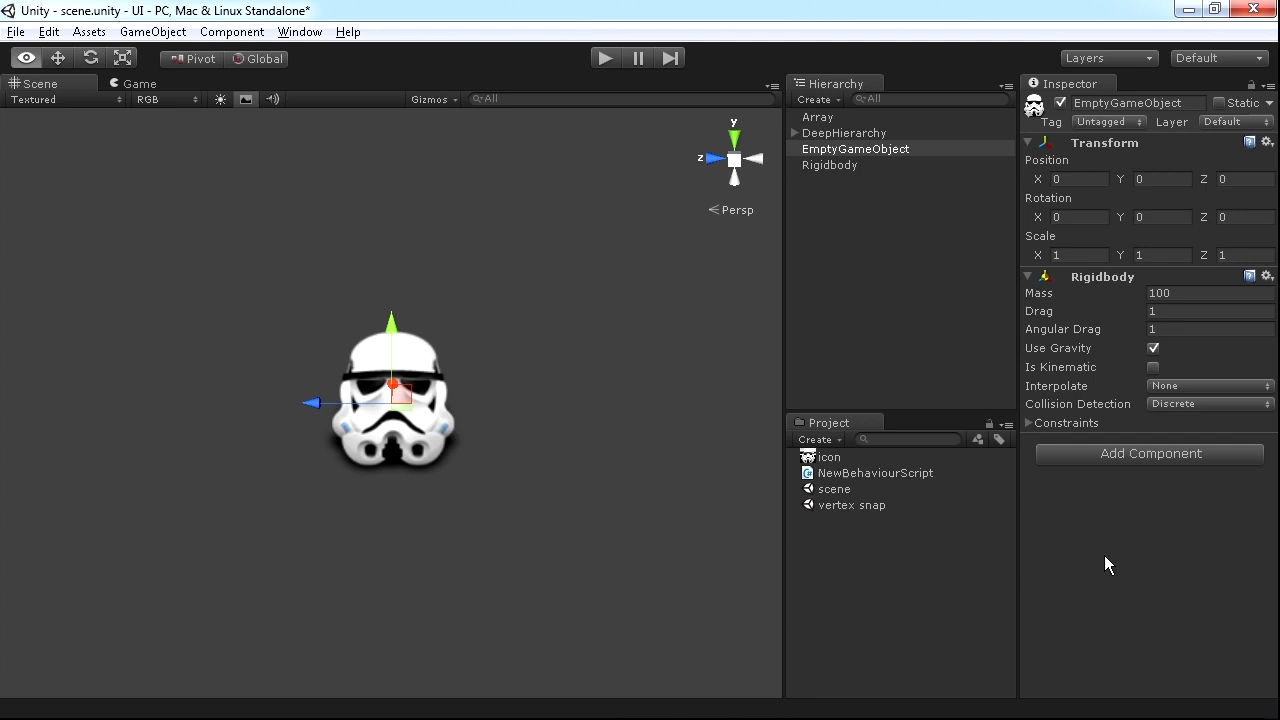 Unity - scene.unity - UI - PC, Mac & Linux Standalone*
File Edit Assets GameObject Component Window Help
Pivot Global Layers Default
Scene Game
Textured RGB Gizmos All
y
z
Persp
Hierarchy
Create All
Array
DeepHierarchy
EmptyGameObject
Rigidbody
Project
Create
icon
NewBehaviourScript
scene
vertex snap
Inspector
EmptyGameObject Static
Tag Untagged Layer Default
Transform
Position
X 0 Y 0 Z 0
Rotation
X 0 Y 0 Z 0
Scale
X 1 Y 1 Z 1
Rigidbody
Mass 100
Drag 1
Angular Drag 1
Use Gravity
Is Kinematic
Interpolate None
Collision Detection Discrete
Constraints
Add Component